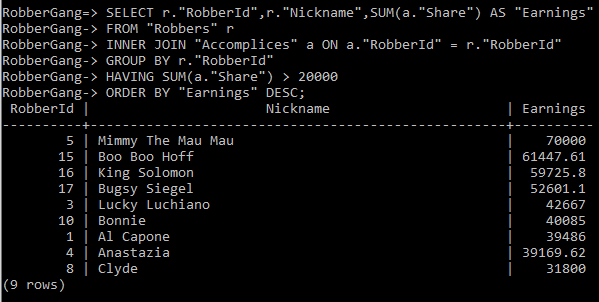 RobberGang=> SELECT r."RobberId",r."Nickname",SUM(a."Share") AS "Earnings"
RobberGang-> FROM "Robbers" r
RobberGang-> INNER JOIN "Accomplices" a ON a."RobberId" = r."RobberId"
RobberGang-> GROUP BY r."RobberId"
RobberGang-> HAVING SUM(a."Share") > 20000
RobberGang-> ORDER BY "Earnings" DESC;
 RobberId |                      Nickname                      | Earnings
----------+----------------------------------------------------+----------
        5 | Mimmy The Mau Mau                                  |    70000
       15 | Boo Boo Hoff                                       | 61447.61
       16 | King Solomon                                       |  59725.8
       17 | Bugsy Siegel                                       |  52601.1
        3 | Lucky Luchiano                                     |    42667
       10 | Bonnie                                             |    40085
        1 | Al Capone                                          |    39486
        4 | Anastazia                                          | 39169.62
        8 | Clyde                                              |    31800
(9 rows)